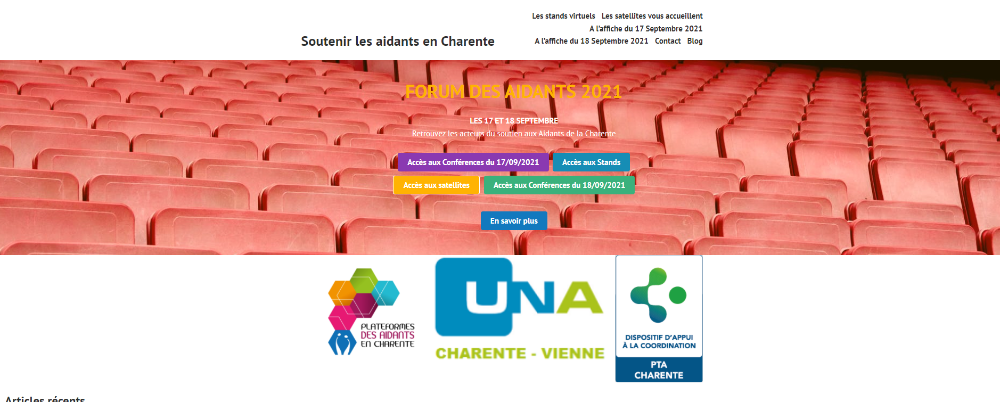 Les stands virtuels Les satellites vous accueillent
A l’affiche du 17 Septembre 2021
Soutenir les aidants en Charente
A l’affiche du 18 Septembre 2021 Contact Blog
FORUM DES AIDANTS 2021
LES 17 ET 18 SEPTEMBRE
Retrouvez les acteurs du soutien aux Aidants de la Charente
Accès aux Conférences du 17/09/2021 Accès aux Stands
Accès aux satellites Accès aux Conférences du 18/09/2021
En savoir plus
PLATEFORMES
DES AIDANTS
EN CHARENTE
UNA
CHARENTE - VIENNE
DISPOSITIF D’APPUI
À LA COORDINATION
PTA
CHARENTE
Articles récents